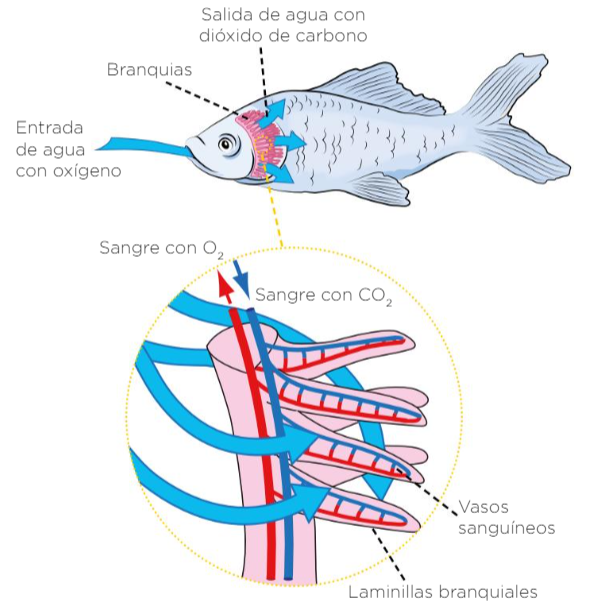 Salida de agua con
dióxido de carbono
Branquias
Entrada
de agua
con oxígeno
Sangre con O₂
Sangre con CO₂
Vasos
sanguíneos
Laminillas branquiales